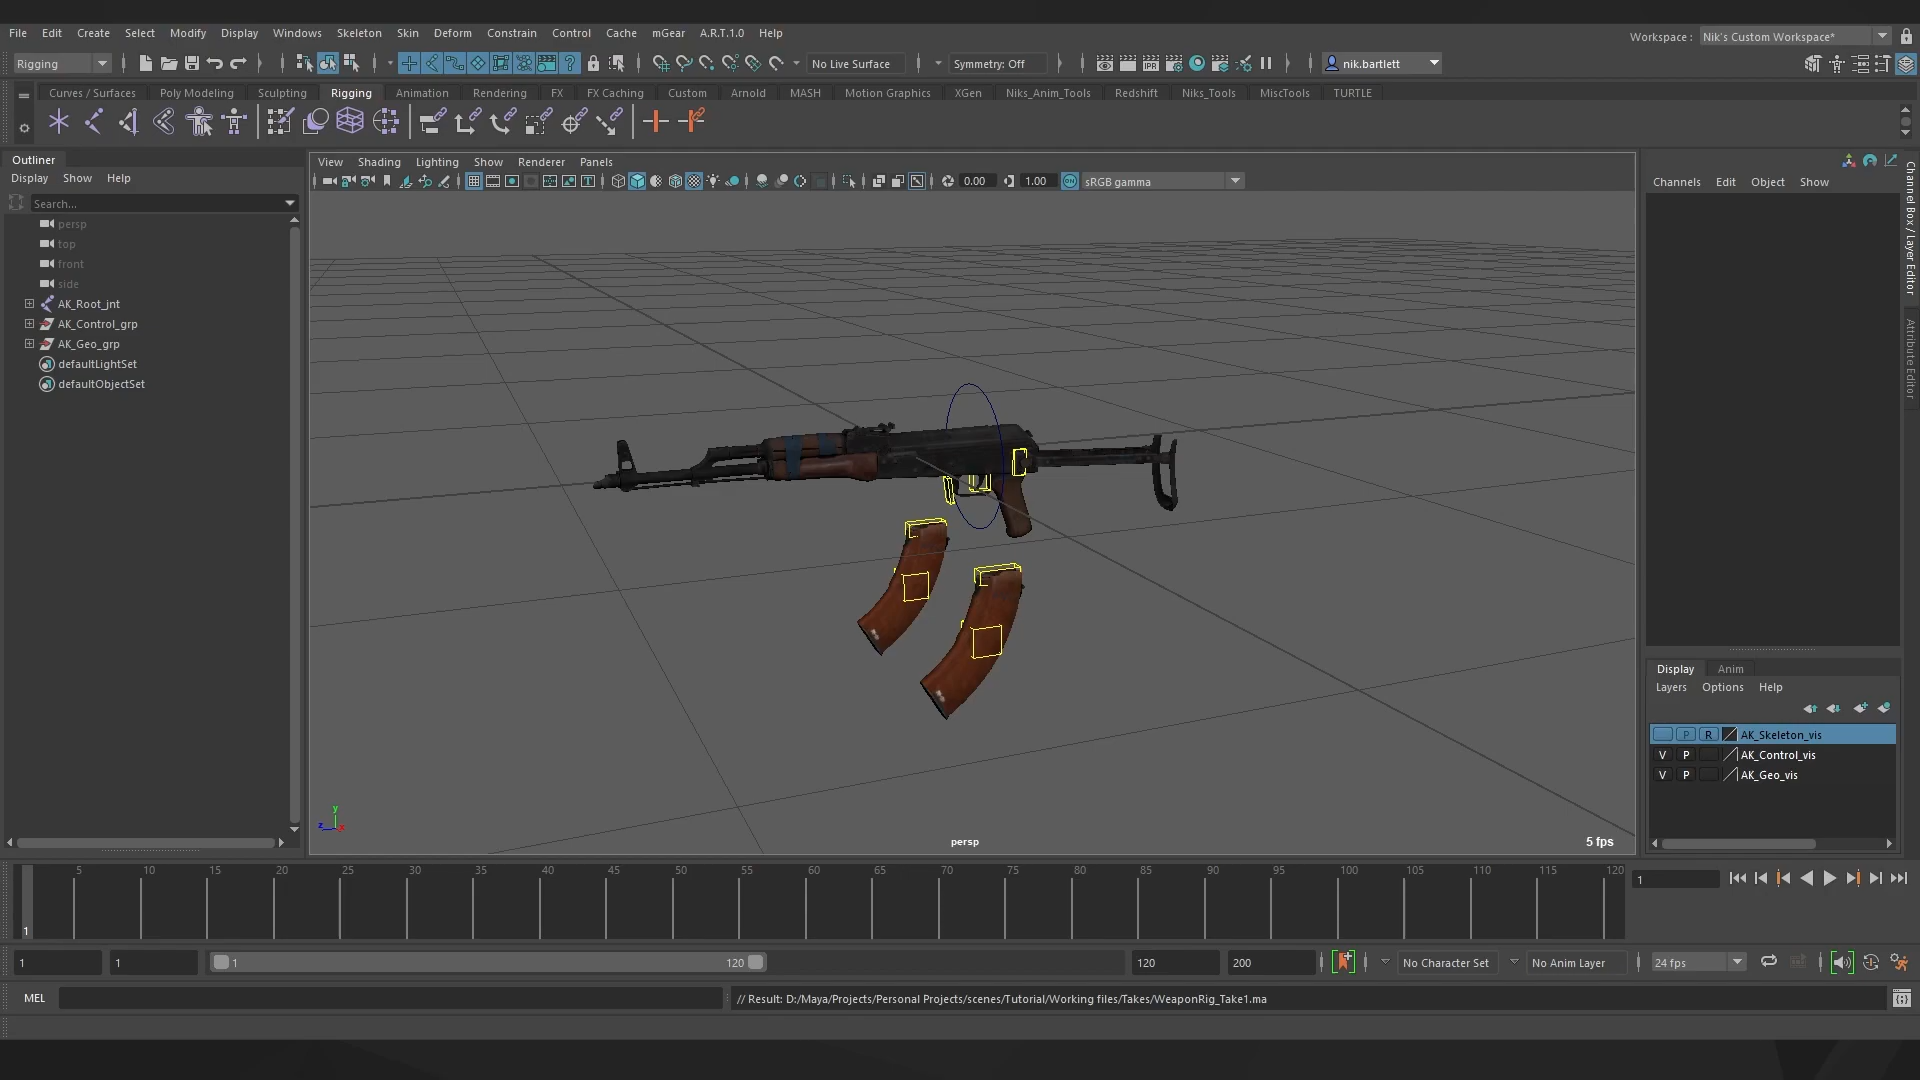 File Edit Create Select Modify Display Windows Skeleton Skin Deform Constrain Control Cache mGear A.R.T.1.0 Help
Workspace : Nik's Custom Workspace*
Rigging No Live Surface Symmetry: Off nik.bartlett
Curves / Surfaces Poly Modeling Sculpting Rigging Animation Rendering FX FX Caching Custom Arnold MASH Motion Graphics XGen Niks_Anim_Tools Redshift Niks_Tools MiscTools TURTLE
Outliner
Display Show Help
Search...
persp
top
front
side
AK_Root_jnt
AK_Control_grp
AK_Geo_grp
defaultLightSet
defaultObjectSet
View Shading Lighting Show Renderer Panels
0.00 1.00 ON sRGB gamma
y
z x
persp
5 fps
Channels Edit Object Show
Channel Box / Layer Editor
Attribute Editor
Display Anim
Layers Options Help
P R AK_Skeleton_vis
V P AK_Control_vis
V P AK_Geo_vis
5 10 15 20 25 30 35 40 45 50 55 60 65 70 75 80 85 90 95 100 105 110 115 120
1
1
1 1 1 120 120 200 No Character Set No Anim Layer 24 fps
MEL // Result: D:/Maya/Projects/Personal Projects/scenes/Tutorial/Working files/Takes/WeaponRig_Take1.ma